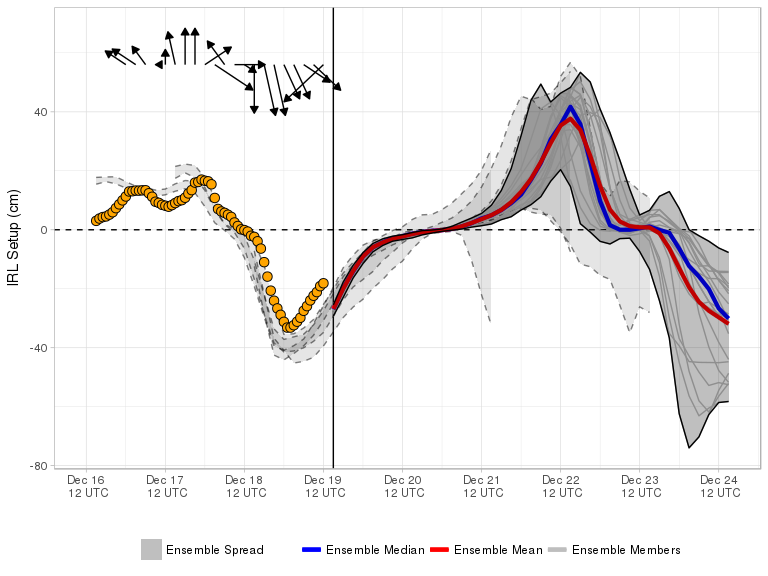 IRL Setup (cm)
40
0
-40
-80
Dec 16 Dec 17 Dec 18 Dec 19 Dec 20 Dec 21 Dec 22 Dec 23 Dec 24
12 UTC 12 UTC 12 UTC 12 UTC 12 UTC 12 UTC 12 UTC 12 UTC 12 UTC
Ensemble Spread Ensemble Median Ensemble Mean Ensemble Members